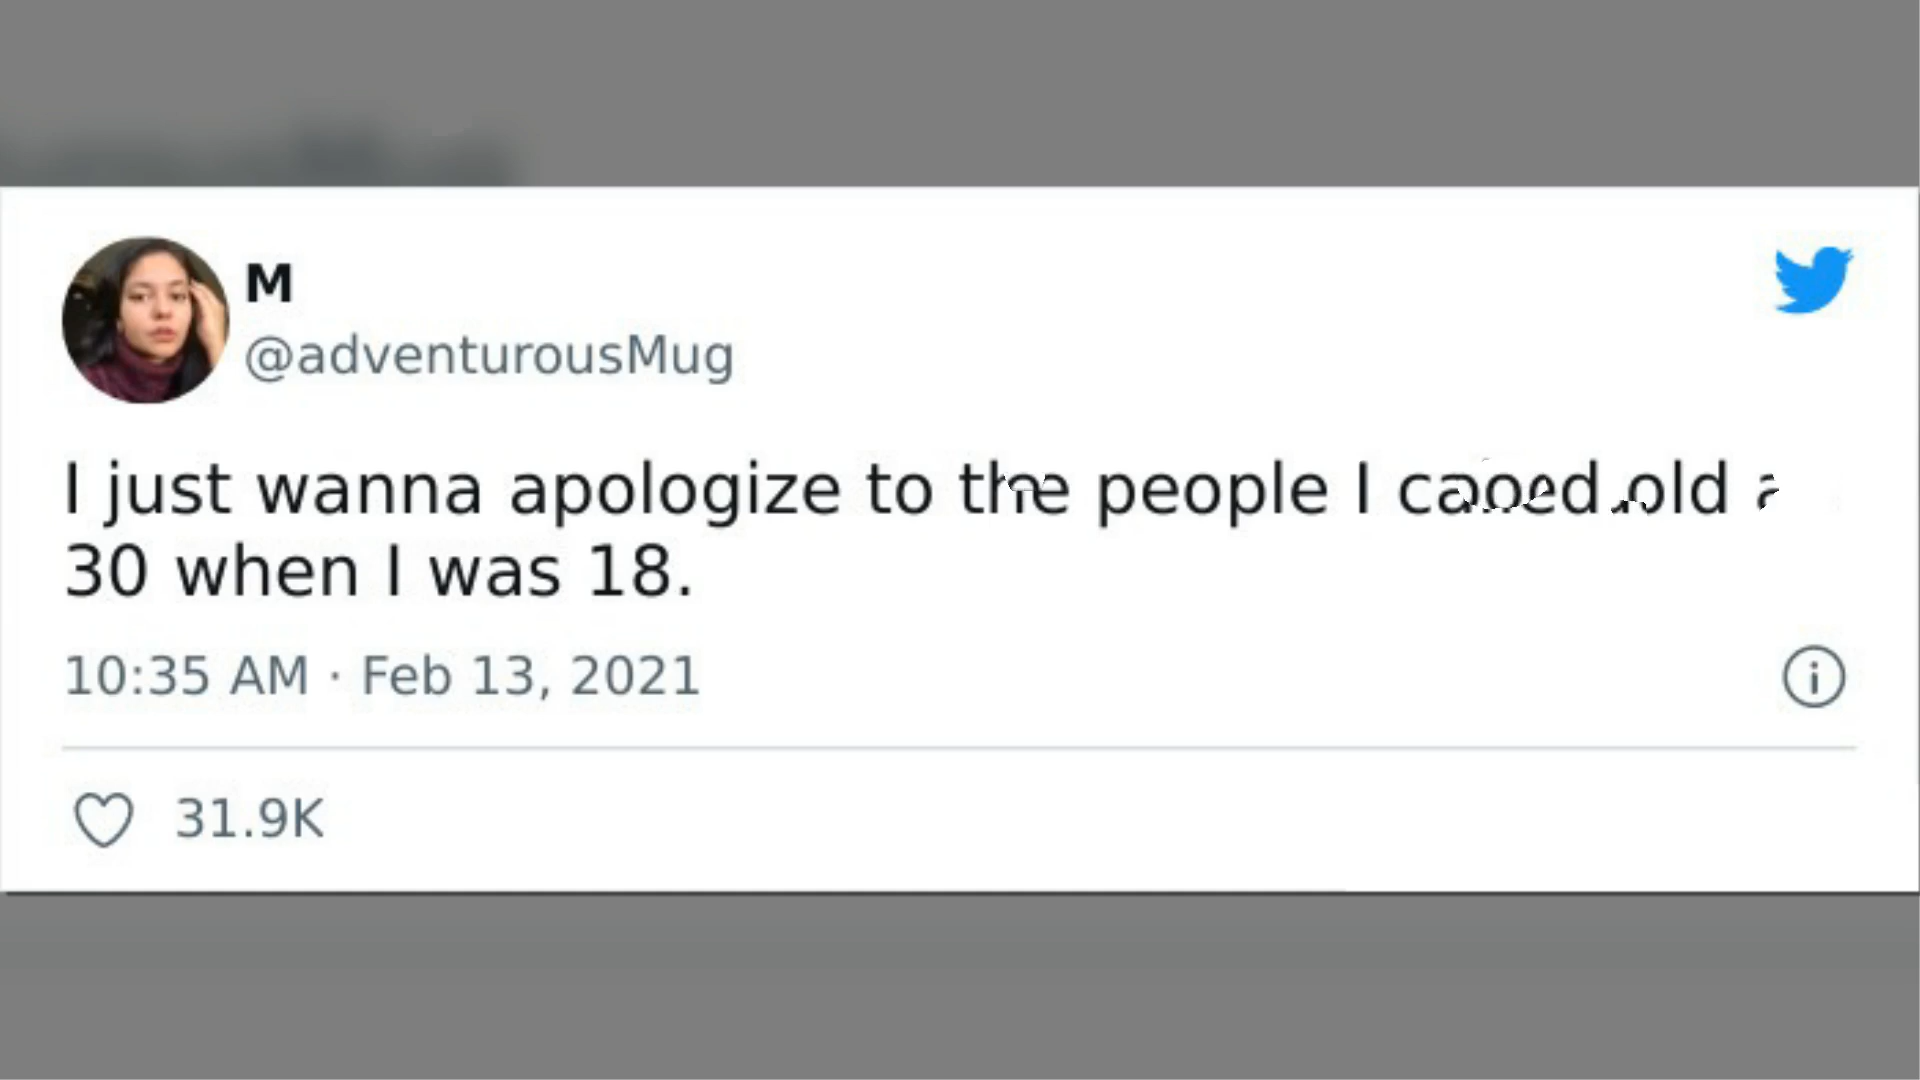 M
@adventurousMug
I just wanna apologize to the people I old
30 when I was 18.
10:35 AM · Feb 13, 2021
31.9K